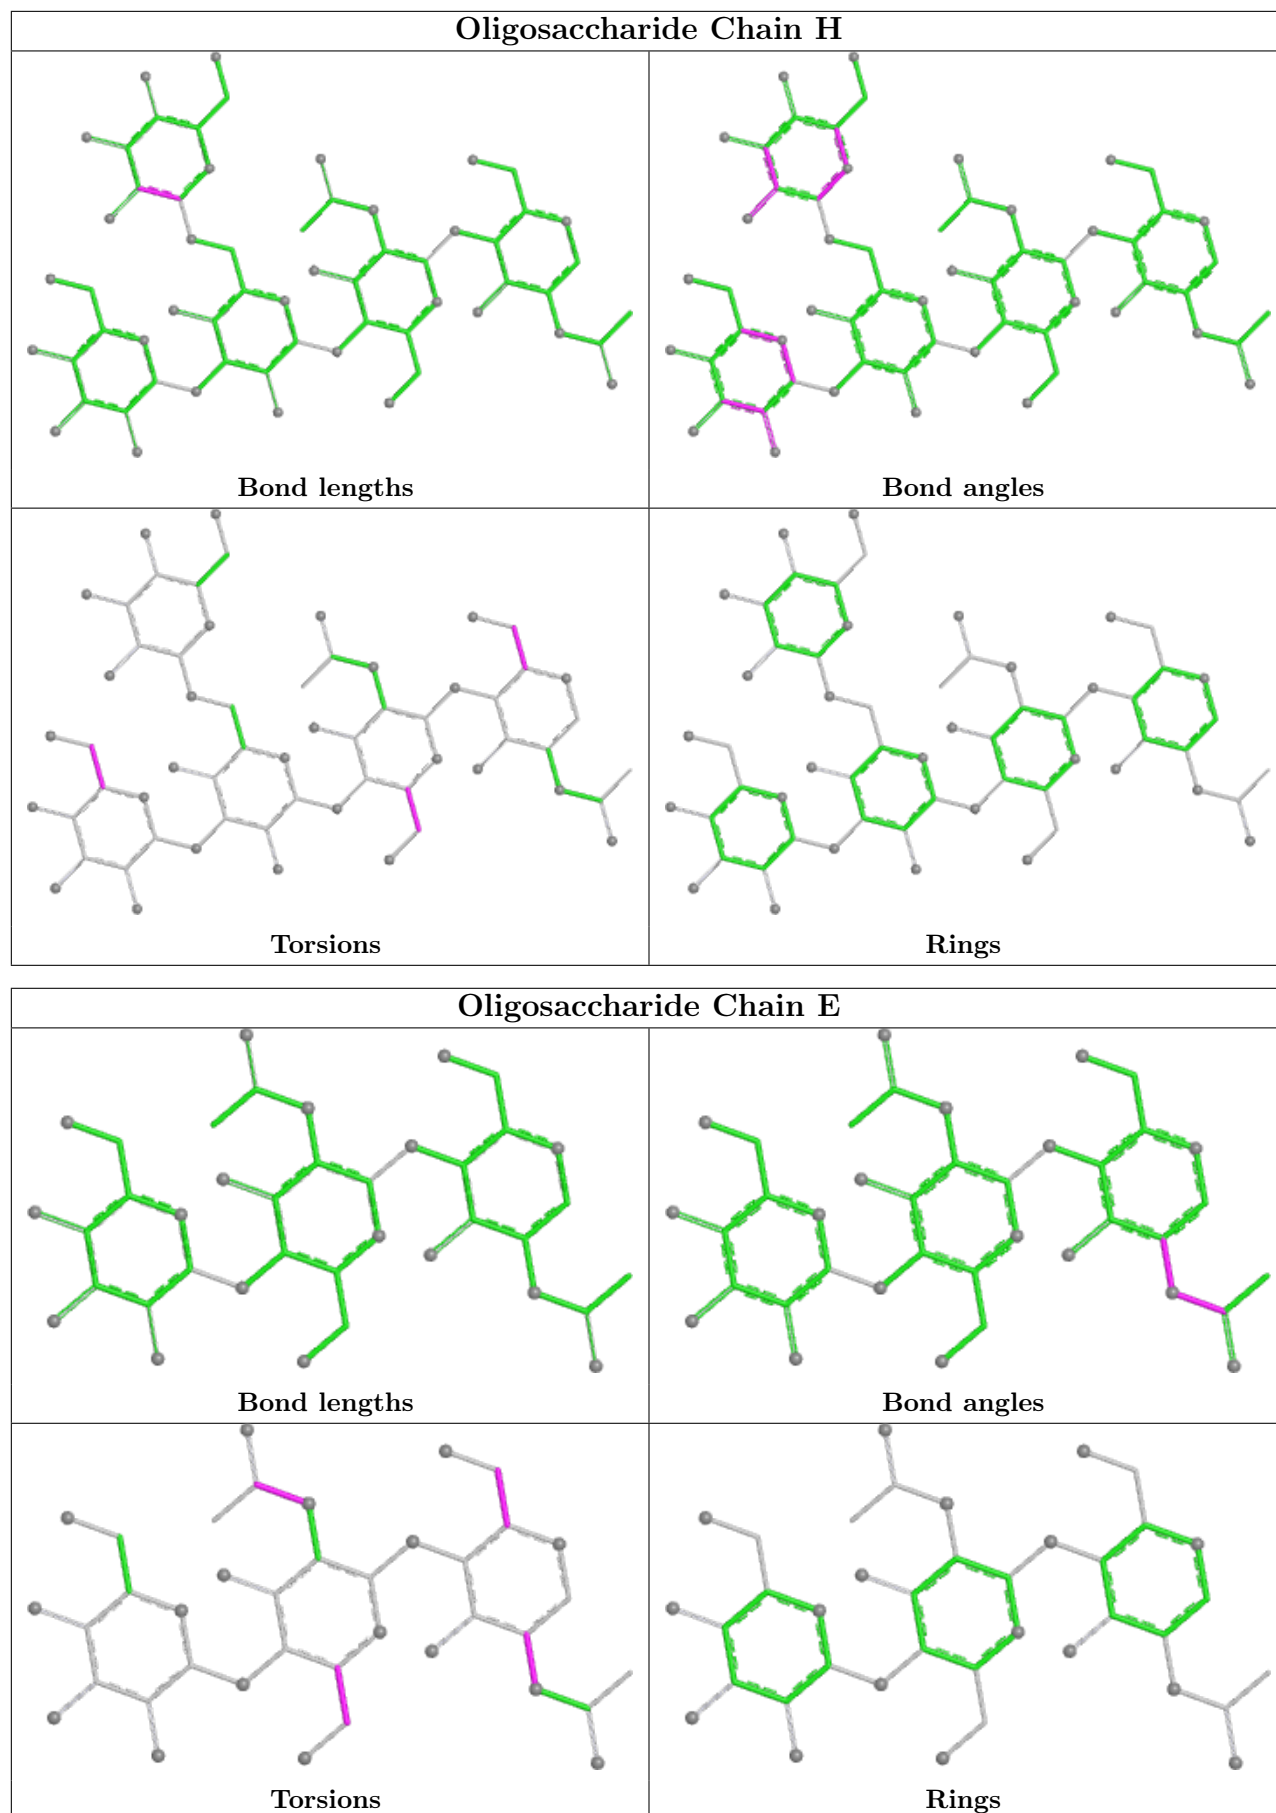 Oligosaccharide Chain H
Bond lengths
Bond angles
Torsions
Rings
Oligosaccharide Chain E
Bond lengths
Bond angles
Torsions
Rings